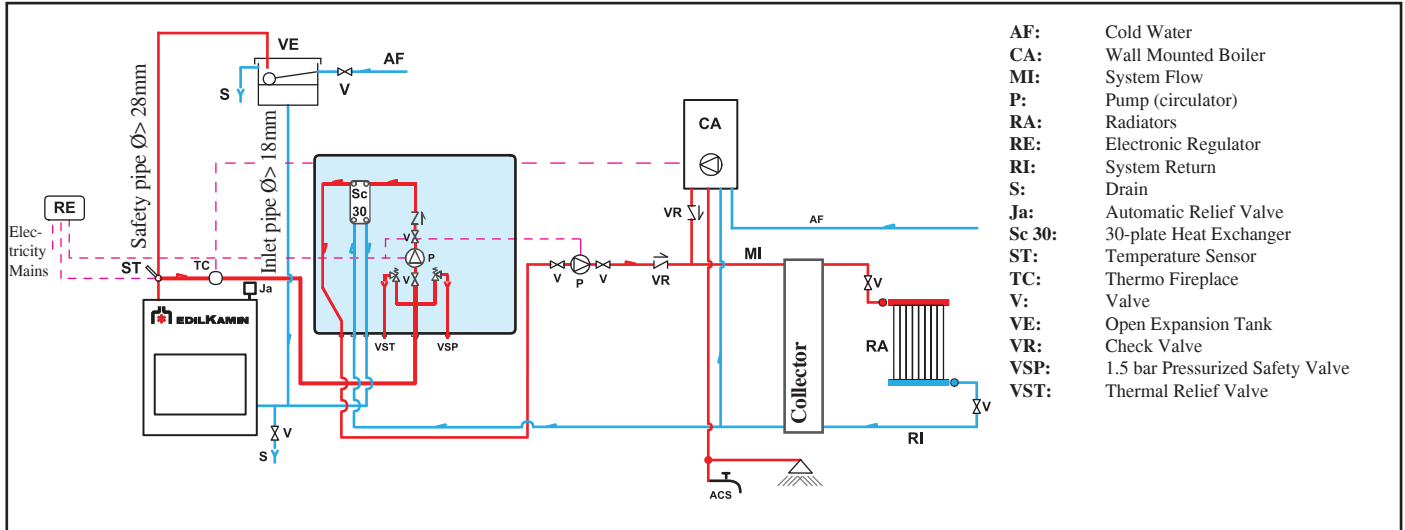 VE
AF
S
V
Safety pipe Ø> 28mm
Inlet pipe Ø> 18mm
RE
Elec-
tricity
Mains
ST
TC
Ja
EDILKAMIN
V
S
Sc
30
V
P
V
VST
VSP
CA
VR
AF
MI
V
P
V
VR
Collector
V
RA
V
RI
ACS
AF: Cold Water
CA: Wall Mounted Boiler
MI: System Flow
P: Pump (circulator)
RA: Radiators
RE: Electronic Regulator
RI: System Return
S: Drain
Ja: Automatic Relief Valve
Sc 30: 30-plate Heat Exchanger
ST: Temperature Sensor
TC: Thermo Fireplace
V: Valve
VE: Open Expansion Tank
VR: Check Valve
VSP: 1.5 bar Pressurized Safety Valve
VST: Thermal Relief Valve